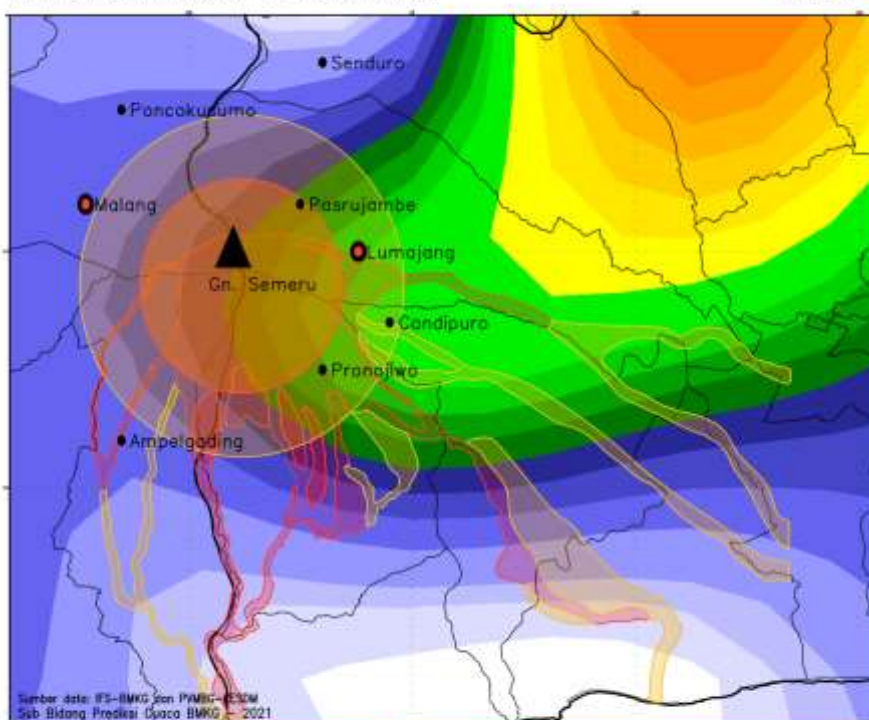 Senduro
Poncokusumo
Malang
Pasrujambe
Lumajang
Gn. Semeru
Candipuro
Pronojiwo
Ampelgading
Sumber data: IFS-BMKG dan PVMBG-KESDM
Sub Bidang Prediksi Cuaca BMKG - 2021